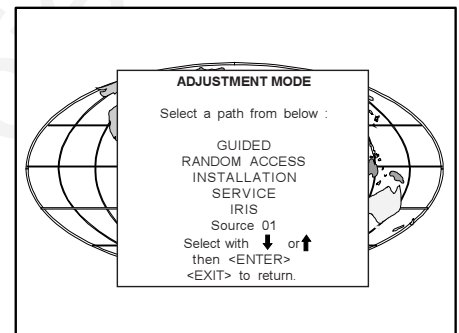 ADJUSTMENT MODE
Select a path from below :
GUIDED
RANDOM ACCESS
INSTALLATION
SERVICE
IRIS
Source 01
Select with ⬇ or⬆
then <ENTER>
<EXIT> to return.